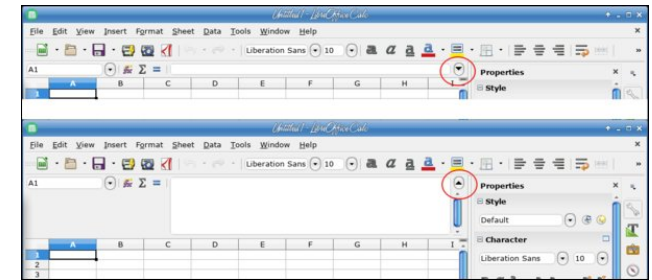 Untitled 1 - LibreOffice Calc
File Edit View Insert Format Sheet Data Tools Window Help
Liberation Sans 10 a a a a
A1 Σ =
Properties
Style
A B C D E F G H I
1
Untitled 1 - LibreOffice Calc
File Edit View Insert Format Sheet Data Tools Window Help
Liberation Sans 10 a a a a
A1 Σ =
Properties
Style
Default
Character
A B C D E F G H I
Liberation Sans 10
1
2
3